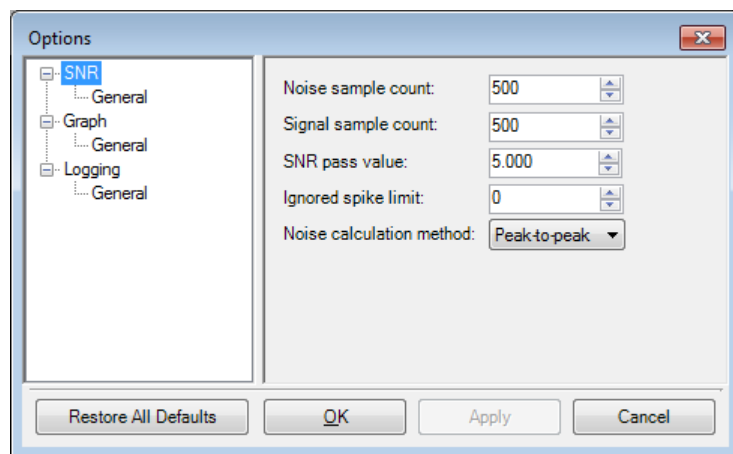 Options
SNR
General
Graph
General
Logging
General
Noise sample count: 500
Signal sample count: 500
SNR pass value: 5.000
Ignored spike limit: 0
Noise calculation method: Peak-to-peak
Restore All Defaults OK Apply Cancel